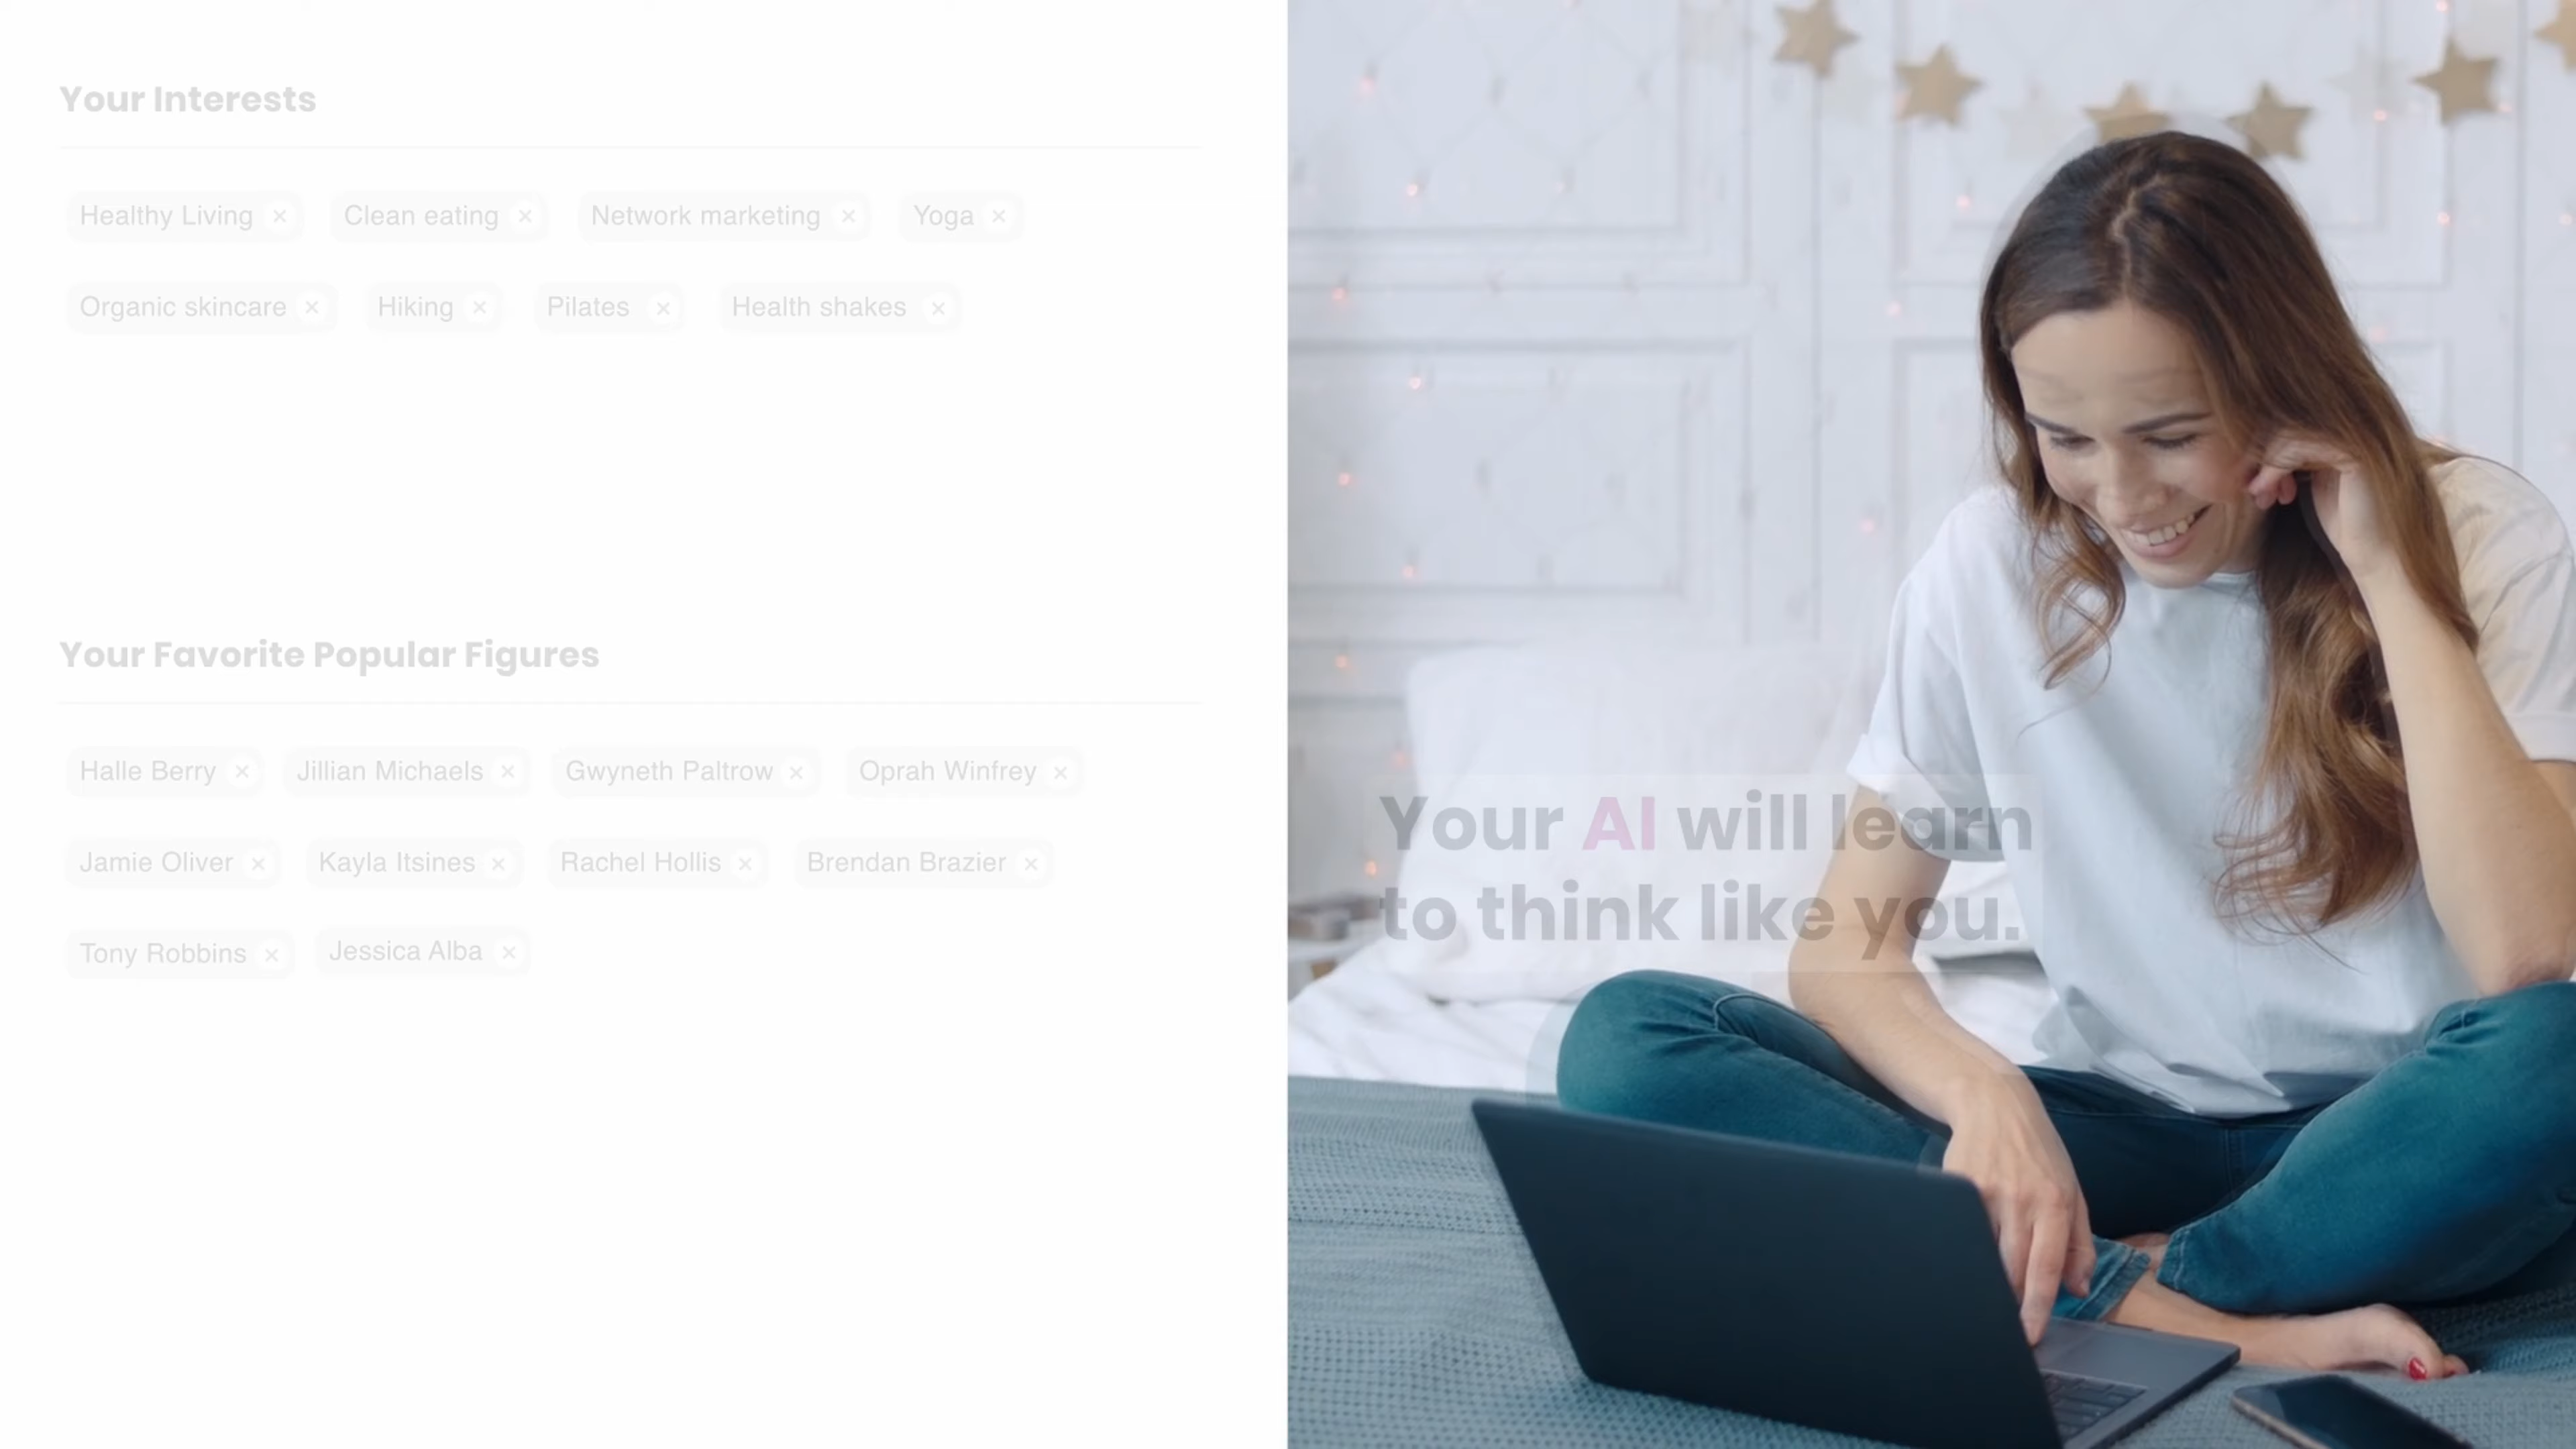 Your Interests
Healthy Living × Clean eating × Network marketing × Yoga ×
Organic skincare × Hiking × Pilates × Health shakes ×
Your Favorite Popular Figures
Halle Berry × Jillian Michaels × Gwyneth Paltrow × Oprah Winfrey ×
Jamie Oliver × Kayla Itsines × Rachel Hollis × Brendan Brazier ×
Tony Robbins × Jessica Alba ×
Your AI will learn
to think like you.